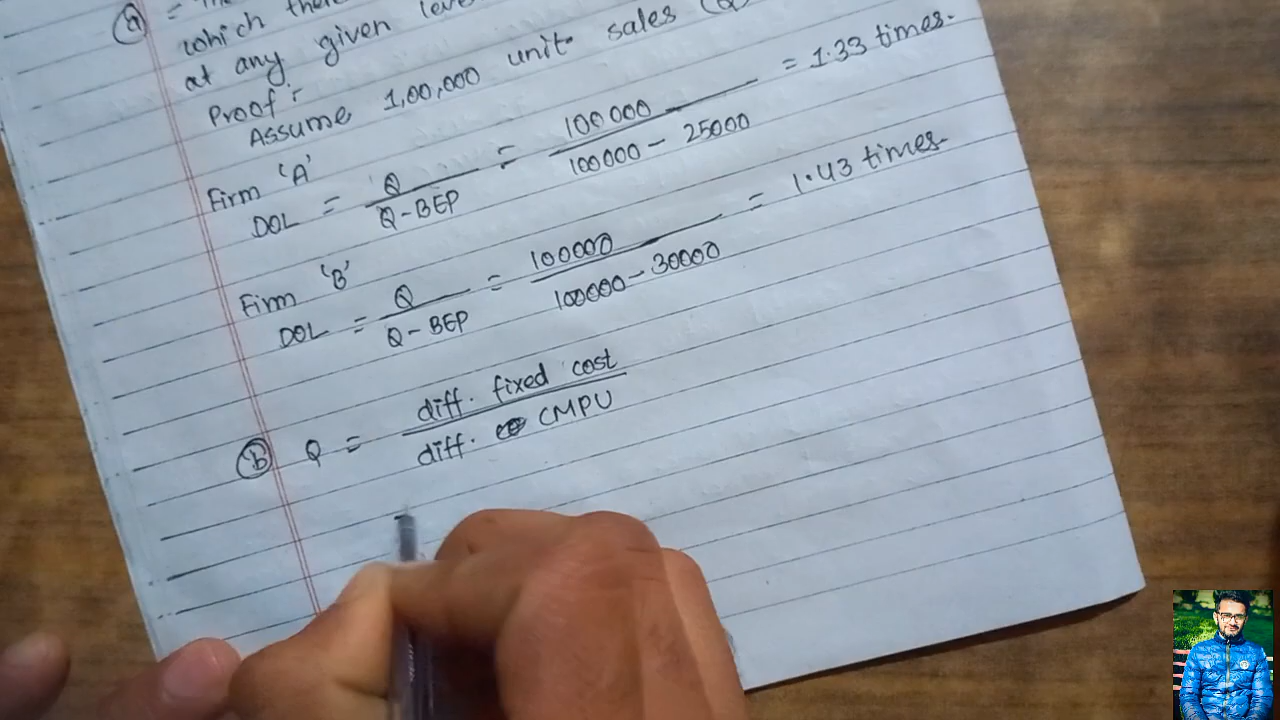 (a) =
which
at any given
Proof :
Assume 1,00,000 unit sales (Q)
Firm 'A'
DOL = Q / Q - BEP = 100000 / 100000 - 25000 = 1.33 times.
Firm 'B'
DOL = Q / Q - BEP = 100000 / 100000 - 30000 = 1.43 times.
(b) Q = diff. fixed cost / diff. CMPU